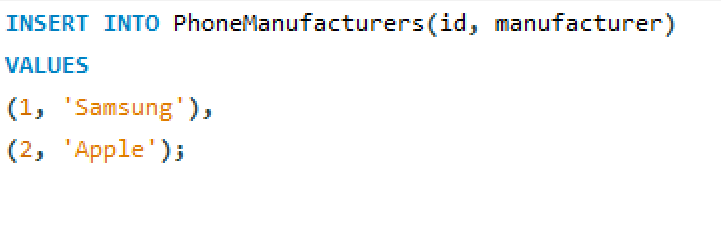 INSERT INTO PhoneManufacturers(id, manufacturer)
VALUES
(1, 'Samsung'),
(2, 'Apple');